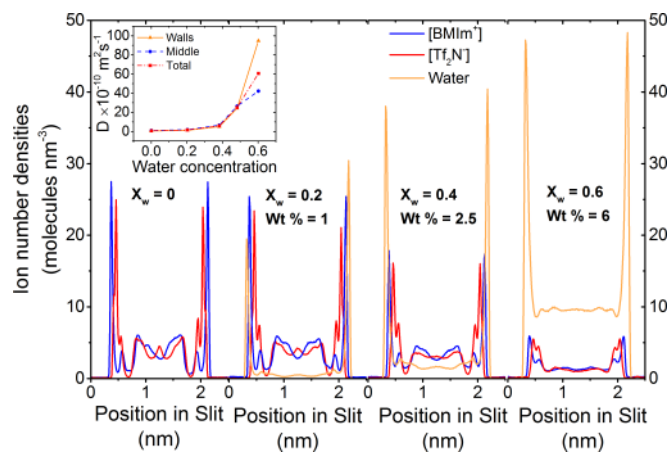 [BMIm⁺]
[Tf₂N⁻]
Water
Walls
Middle
Total
D ×10⁻¹⁰ m²s⁻¹
100
80
60
40
20
0
0.0 0.2 0.4 0.6
Water concentration
Ion number densities
(molecules nm⁻³)
50
40
30
20
10
0
50
40
30
20
10
0
X_w = 0
X_w = 0.2
Wt % = 1
X_w = 0.4
Wt % = 2.5
X_w = 0.6
Wt % = 6
0 1 2 0 1 2 0 1 2 0 1 2
Position in Slit
(nm)
Position in Slit
(nm)
Position in Slit
(nm)
Position in Slit
(nm)